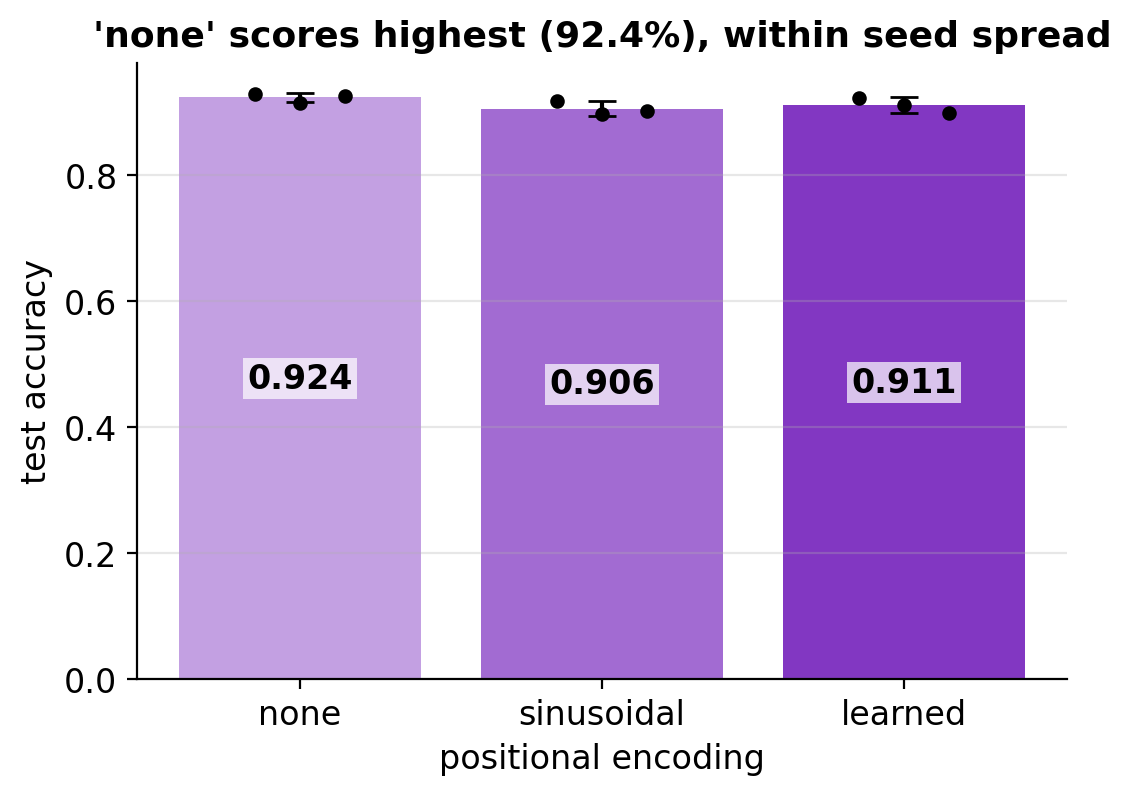 'none' scores highest (92.4%), within seed spread
test accuracy
0.8
0.6
0.4
0.2
0.0
0.924
0.906
0.911
none
sinusoidal
learned
positional encoding